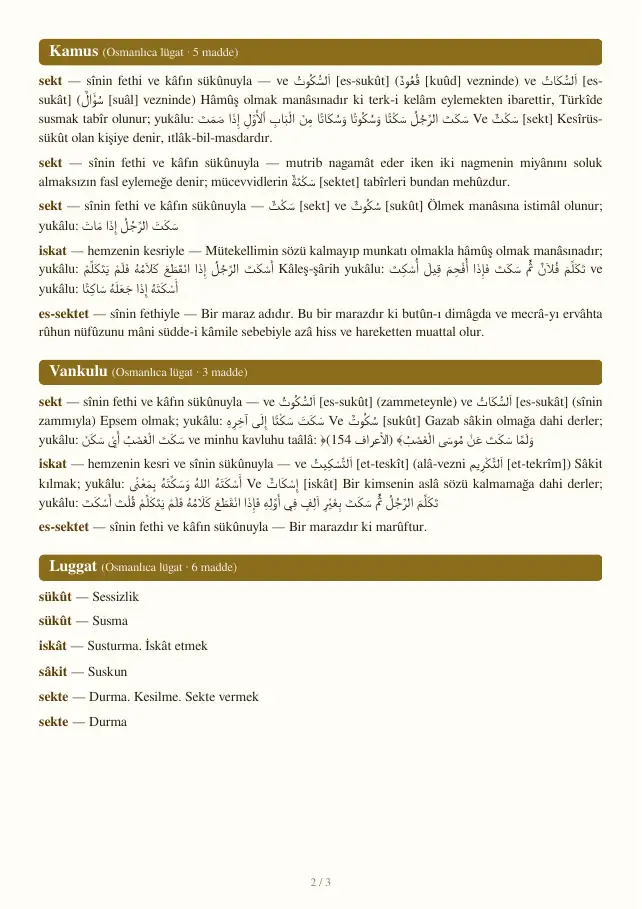 Kamus (Osmanlıca lügat · 5 madde)
sekt — sînin fethi ve kâfın sükûnuyla — ve اَلسُّكُوتُ [es-sukût] (قُعُودٌ [kuûd] vezninde) ve اَلسُّكَاتُ [es-
sukât] (سُؤَالٌ [suâl] vezninde) Hâmûş olmak manâsınadır ki terk-i kelâm eylemekten ibarettir, Türkîde
susmak tabîr olunur; yukâlu: سَكَتَ الرَّجُلُ سَكْتًا وَسُكُوتًا وَسُكَاتًا مِنَ الْبَابِ الْأَوَّلِ إِذَا صَمَتَ Ve سَكْتٌ [sekt] Kesîrüs-
sükût olan kişiye denir, ıtlâk-bil-masdardır.
sekt — sînin fethi ve kâfın sükûnuyla — mutrib nagamât eder iken iki nagmenin miyânını soluk
almaksızın fasl eylemeğe denir; mücevvidlerin سَكْتَةٌ [sektet] tabîrleri bundan mehûzdur.
sekt — sînin fethi ve kâfın sükûnuyla — سَكْتٌ [sekt] ve سُكُوتٌ [sukût] Ölmek manâsına istimâl olunur;
yukâlu: سَكَتَ الرَّجُلُ إِذَا مَاتَ
iskat — hemzenin kesriyle — Mütekellimin sözü kalmayıp munkatı olmakla hâmûş olmak manâsınadır;
yukâlu: أَسْكَتَ الرَّجُلُ إِذَا انْقَطَعَ كَلَامُهُ فَلَمْ يَتَكَلَّمْ Kâleş-şârih yukâlu: تَكَلَّمَ فُلَانٌ ثُمَّ سَكَتَ فَإِذَا أُفْحِمَ قِيلَ أُسْكِتَ ve
yukâlu: أَسْكَتَهُ إِذَا جَعَلَهُ سَاكِتًا
es-sektet — sînin fethiyle — Bir maraz adıdır. Bu bir marazdır ki butûn-ı dimâgda ve mecrâ-yı ervâhta
rûhun nüfûzunu mâni südde-i kâmile sebebiyle azâ hiss ve hareketten muattal olur.
Vankulu (Osmanlıca lügat · 3 madde)
sekt — sînin fethi ve kâfın sükûnuyla — ve اَلسُّكُوتُ [es-sukût] (zammeteynle) ve اَلسُّكَاتُ [es-sukât] (sînin
zammıyla) Epsem olmak; yukâlu: سَكَتَ سَكْتًا إِلَى آخِرِهِ Ve سُكُوتٌ [sukût] Gazab sâkin olmağa dahi derler;
yukâlu: سَكَتَ الْغَضَبُ أَيْ سَكَنَ ve minhu kavluhu taâlâ: ﴿وَلَمَّا سَكَتَ عَنْ مُوسَى الْغَضَبُ﴾ (الأعراف 154)
iskat — hemzenin kesri ve sînin sükûnuyla — ve اَلتَّسْكِيتُ [et-teskît] (alâ-vezni اَلتَّكْرِيمِ [et-tekrîm]) Sâkit
kılmak; yukâlu: أَسْكَتَهُ اللهُ وَسَكَّتَهُ بِمَعْنًى Ve إِسْكَاتٌ [iskât] Bir kimsenin aslâ sözü kalmamağa dahi derler;
yukâlu: تَكَلَّمَ الرَّجُلُ ثُمَّ سَكَتَ بِغَيْرِ أَلِفٍ فِي أَوَّلِهِ فَإِذَا انْقَطَعَ كَلَامُهُ فَلَمْ يَتَكَلَّمْ قُلْتَ أَسْكَتَ
es-sektet — sînin fethi ve kâfın sükûnuyla — Bir marazdır ki marûftur.
Luggat (Osmanlıca lügat · 6 madde)
sükût — Sessizlik
sükût — Susma
iskât — Susturma. İskât etmek
sâkit — Suskun
sekte — Durma. Kesilme. Sekte vermek
sekte — Durma
2 / 3